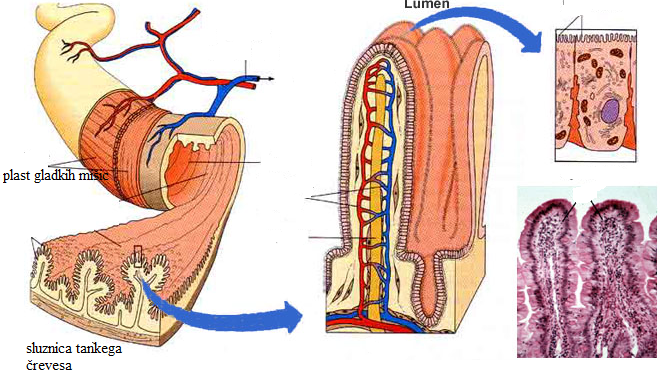 Lumen
plast gladkih mišic
sluznica tankega
črevesa